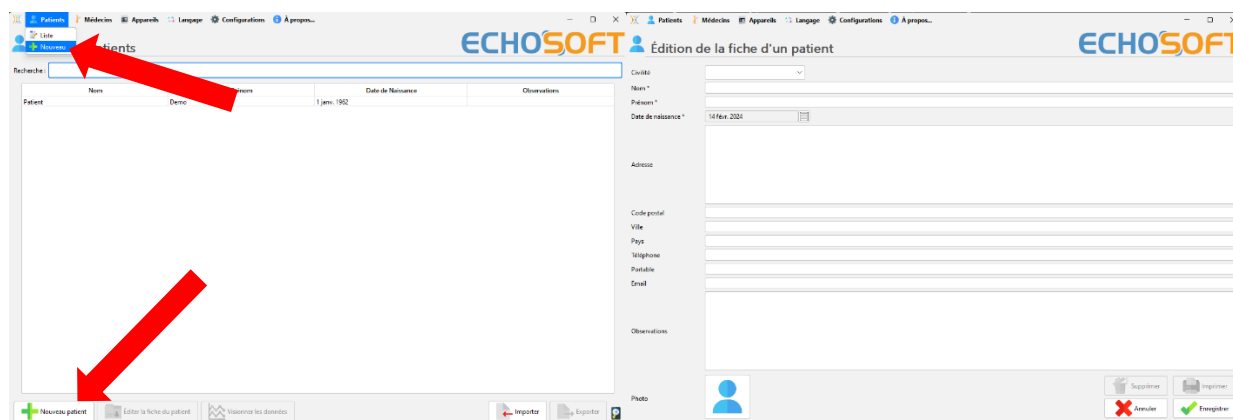 Patients Médecins Appareils Langage Configurations À propos...
Liste
Nouveau
tients
ECHOSOFT
Recherche :
Nom Prénom Date de Naissance Observations
Patient Demo 1 janv. 1962
Nouveau patient Editer la fiche du patient Visionner les données Importer Exporter
Patients Médecins Appareils Langage Configurations À propos...
Édition de la fiche d'un patient
ECHOSOFT
Civilité
Nom *
Prénom *
Date de naissance * 14 févr. 2024
Adresse
Code postal
Ville
Pays
Téléphone
Portable
Email
Observations
Photo
Supprimer Imprimer
Annuler Enregistrer